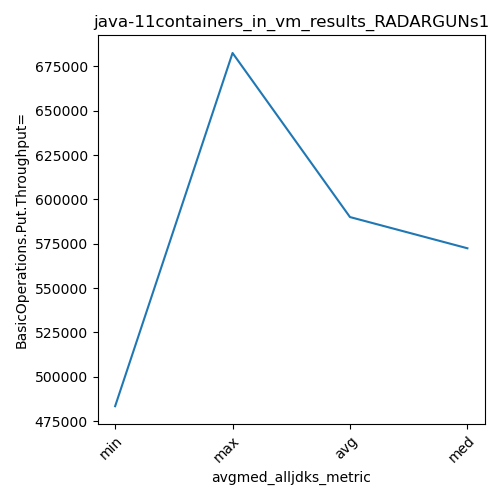 java-11containers_in_vm_results_RADARGUNs1
BasicOperations.Put.Throughput=
675000
650000
625000
600000
575000
550000
525000
500000
475000
min
max
avg
med
avgmed_alljdks_metric